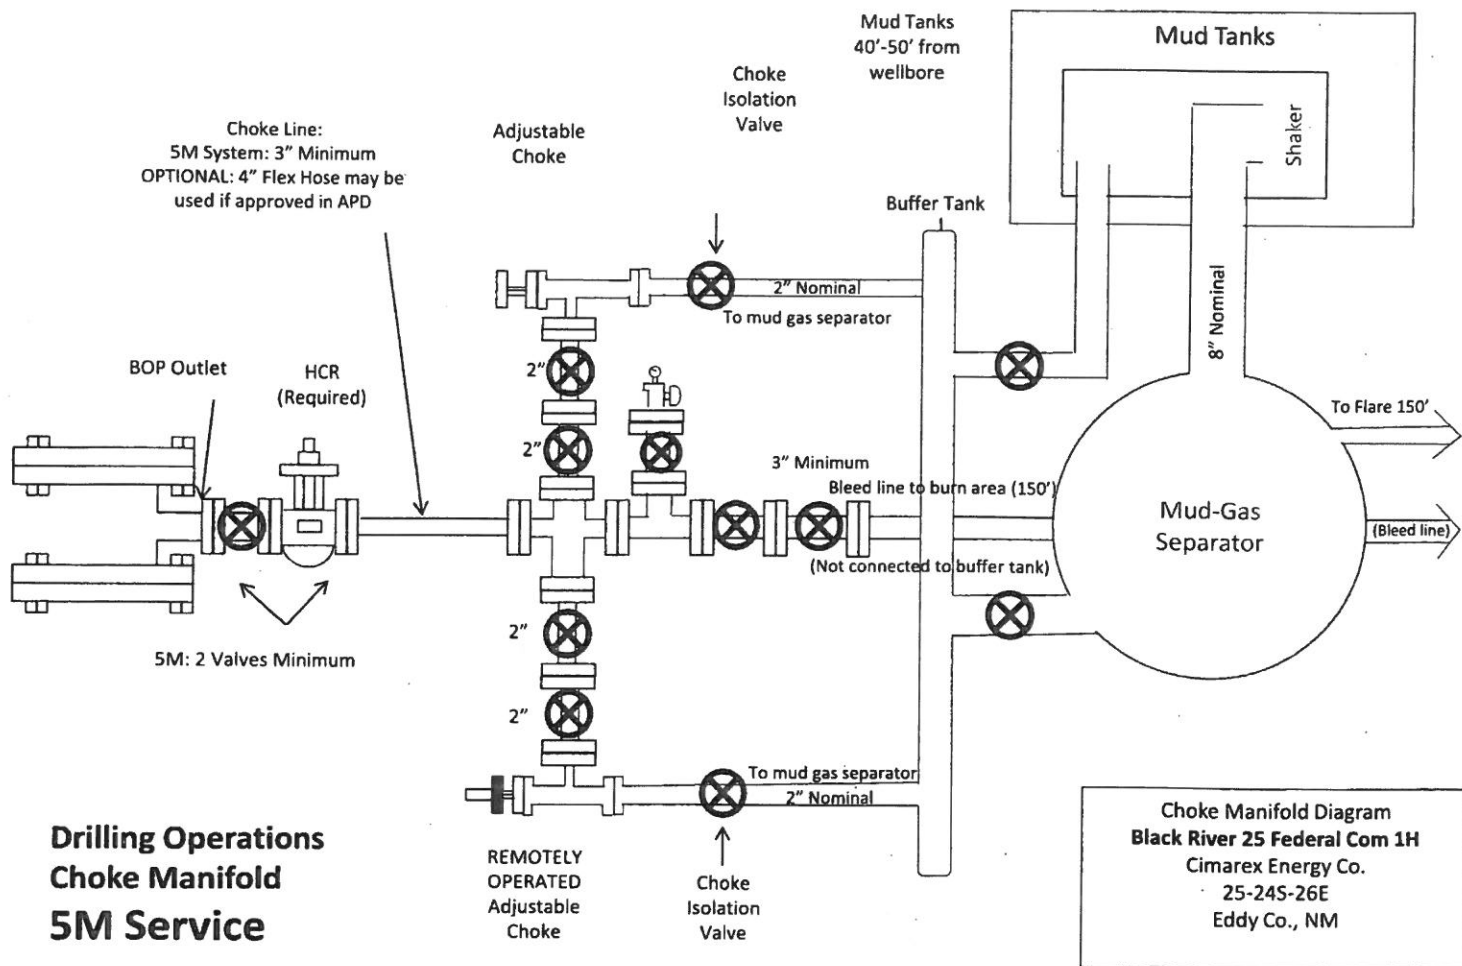 Mud Tanks
40’-50’ from
wellbore
Mud Tanks
Choke
Isolation
Valve
Shaker
Choke Line:
5M System: 3” Minimum
OPTIONAL: 4” Flex Hose may be
used if approved in APD
Adjustable
Choke
Buffer Tank
2” Nominal
To mud gas separator
8” Nominal
BOP Outlet
HCR
(Required)
2”
2”
To Flare 150’
3” Minimum
Bleed line to burn area (150’)
Mud-Gas
Separator
(Bleed line)
(Not connected to buffer tank)
2”
5M: 2 Valves Minimum
2”
To mud gas separator
2” Nominal
REMOTELY
OPERATED
Adjustable
Choke
Choke
Isolation
Valve
Drilling Operations
Choke Manifold
5M Service
Choke Manifold Diagram
Black River 25 Federal Com 1H
Cimarex Energy Co.
25-24S-26E
Eddy Co., NM